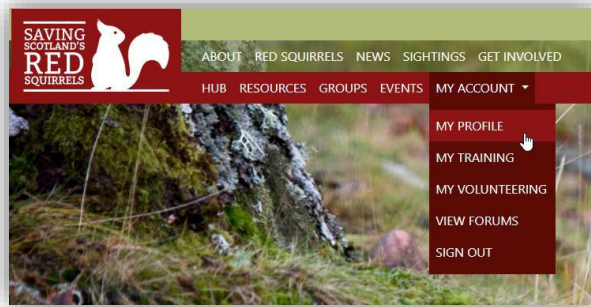 SAVING
SCOTLAND'S
RED
SQUIRRELS
ABOUT RED SQUIRRELS NEWS SIGHTINGS GET INVOLVED
HUB RESOURCES GROUPS EVENTS MY ACCOUNT
MY PROFILE
MY TRAINING
MY VOLUNTEERING
VIEW FORUMS
SIGN OUT